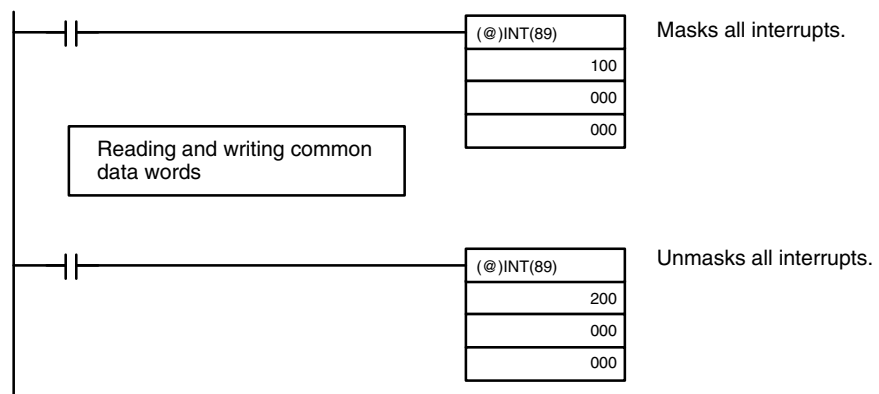 (@)INT(89)
Masks all interrupts.
100
000
000
Reading and writing common
data words
(@)INT(89)
Unmasks all interrupts.
200
000
000